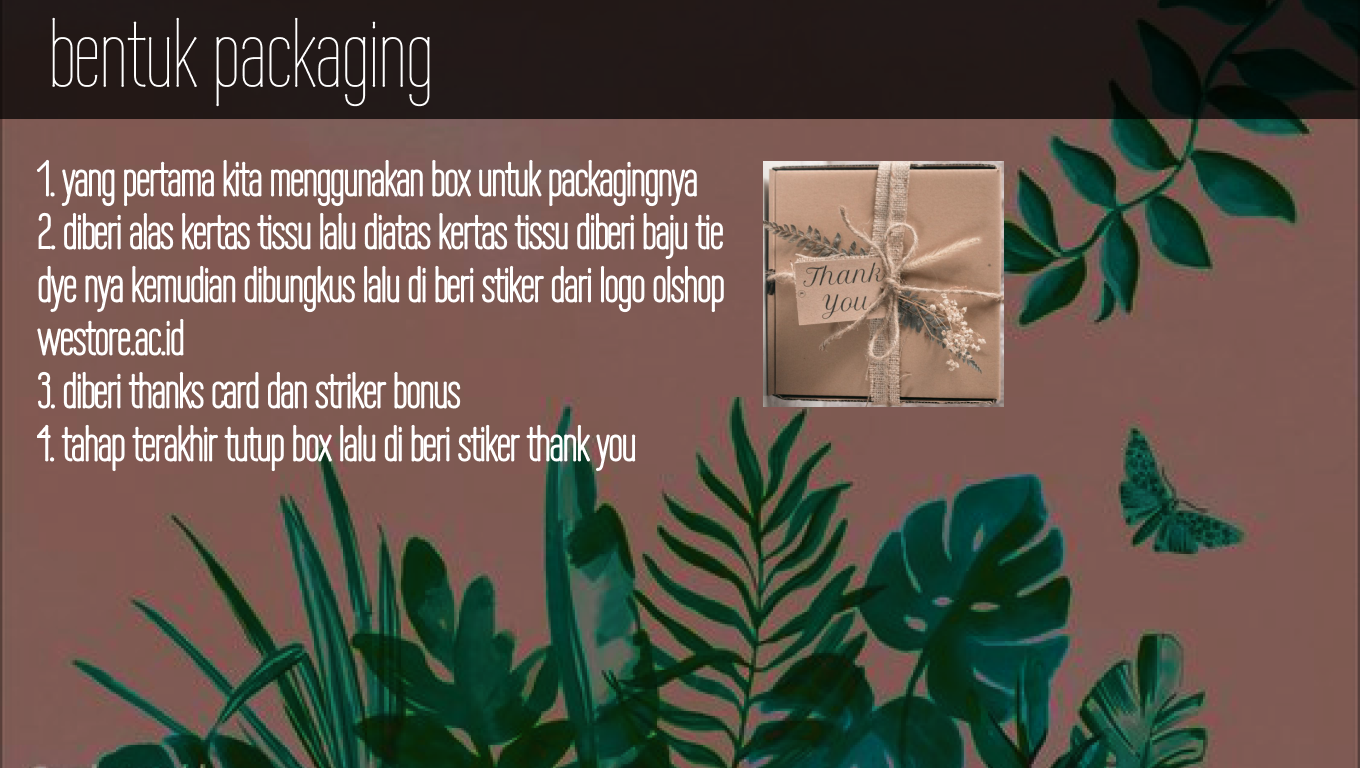 bentuk packaging
1. yang pertama kita menggunakan box untuk packagingnya
2. diberi alas kertas tissu lalu diatas kertas tissu diberi baju tie
dye nya kemudian dibungkus lalu di beri stiker dari logo olshop
westore.ac.id
3. diberi thanks card dan striker bonus
4. tahap terakhir tutup box lalu di beri stiker thank you
Thank
You